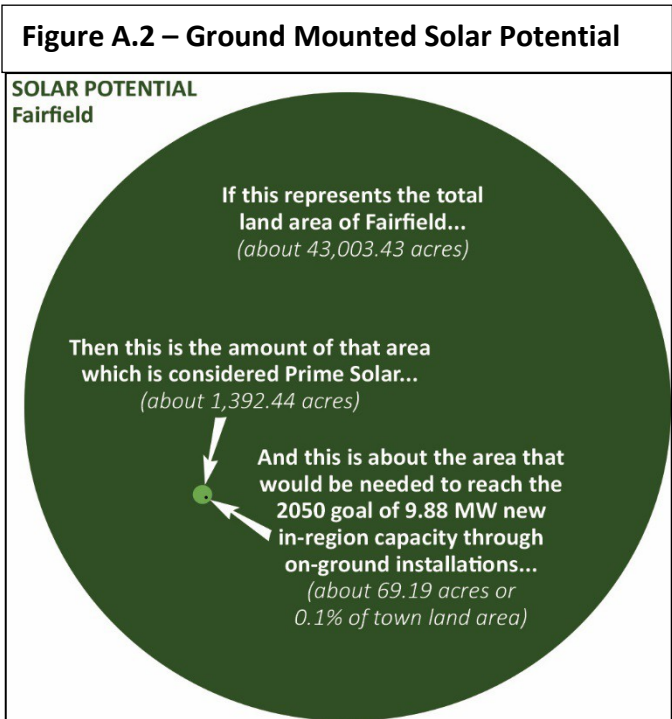 Figure A.2 – Ground Mounted Solar Potential
SOLAR POTENTIAL
Fairfield
If this represents the total
land area of Fairfield...
(about 43,003.43 acres)
Then this is the amount of that area
which is considered Prime Solar...
(about 1,392.44 acres)
And this is about the area that
would be needed to reach the
2050 goal of 9.88 MW new
in-region capacity through
on-ground installations...
(about 69.19 acres or
0.1% of town land area)